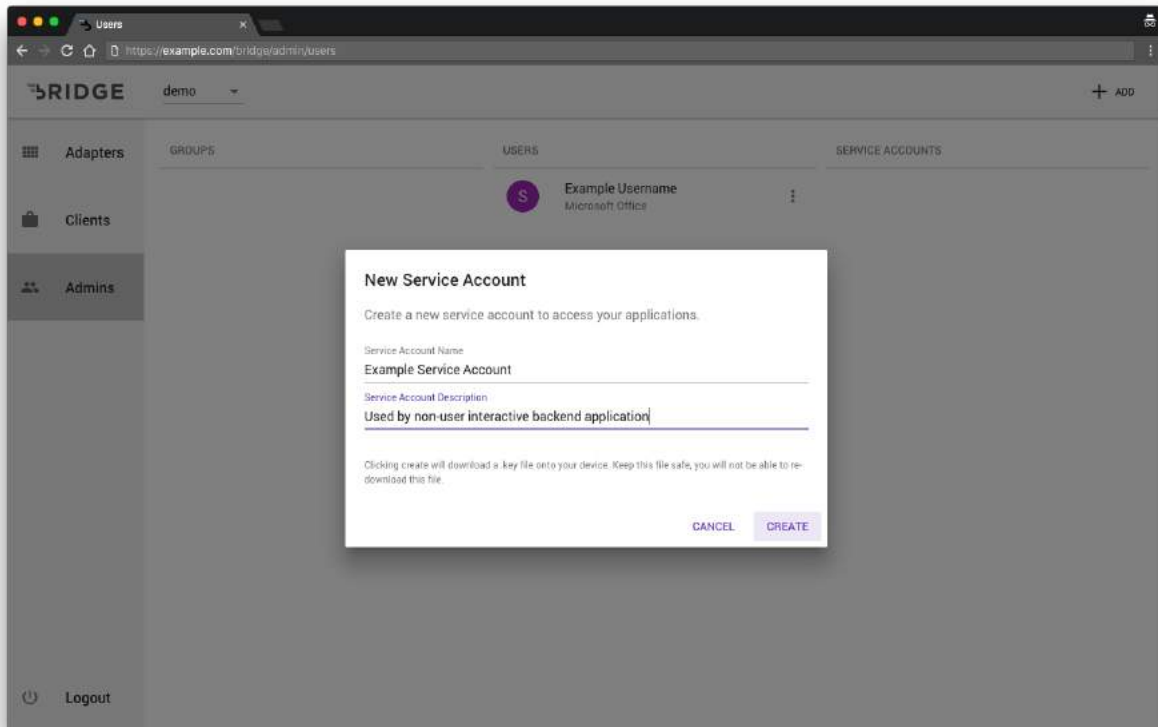 Users
https://example.com/bridge/admin/users
BRIDGE
demo
ADD
Adapters
Clients
Admins
Logout
GROUPS
USERS
SERVICE ACCOUNTS
S
Example Username
Microsoft Office
New Service Account
Create a new service account to access your applications.
Service Account Name
Example Service Account
Service Account Description
Used by non-user interactive backend application
Clicking create will download a .key file onto your device. Keep this file safe, you will not be able to re-
download this file.
CANCEL
CREATE